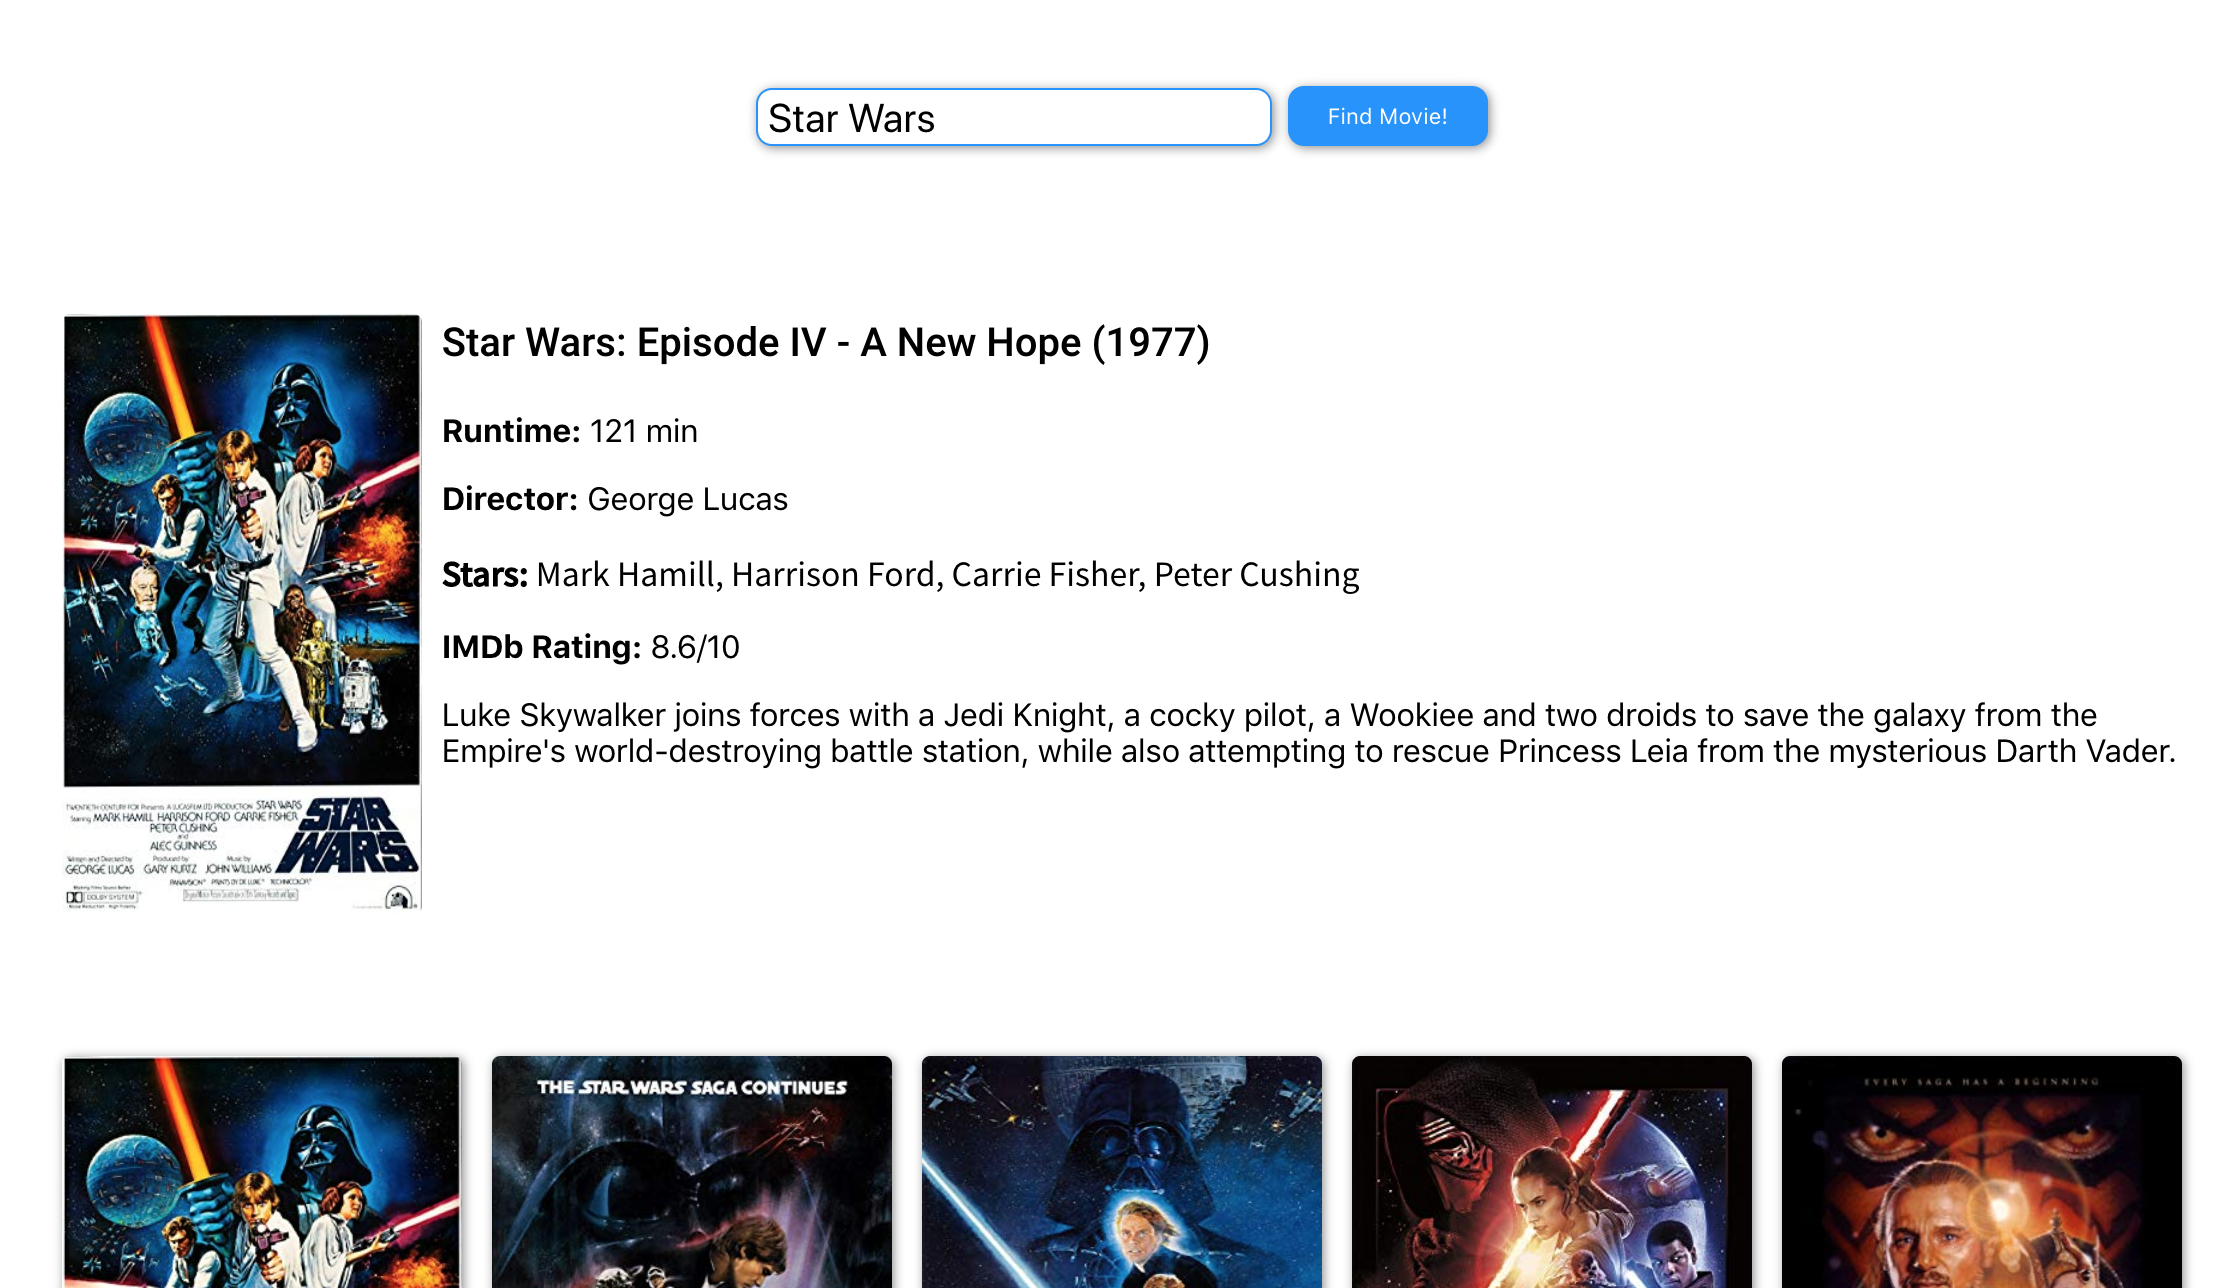 Star Wars
Find Movie!
Star Wars: Episode IV - A New Hope (1977)
Runtime: 121 min
Director: George Lucas
Stars: Mark Hamill, Harrison Ford, Carrie Fisher, Peter Cushing
IMDb Rating: 8.6/10
Luke Skywalker joins forces with a Jedi Knight, a cocky pilot, a Wookiee and two droids to save the galaxy from the
Empire's world-destroying battle station, while also attempting to rescue Princess Leia from the mysterious Darth Vader.
TWENTIETH CENTURY-FOX Presents A LUCASFILM LTD PRODUCTION STAR WARS
Starring MARK HAMILL HARRISON FORD CARRIE FISHER
PETER CUSHING
and
ALEC GUINNESS
STAR
WARS
Written and Directed by
GEORGE LUCAS
Produced by
GARY KURTZ
Music by
JOHN WILLIAMS
PANAVISION® PRINTS BY DE LUXE® TECHNICOLOR®
DOLBY SYSTEM
THE STAR WARS SAGA CONTINUES
EVERY SAGA HAS A BEGINNING